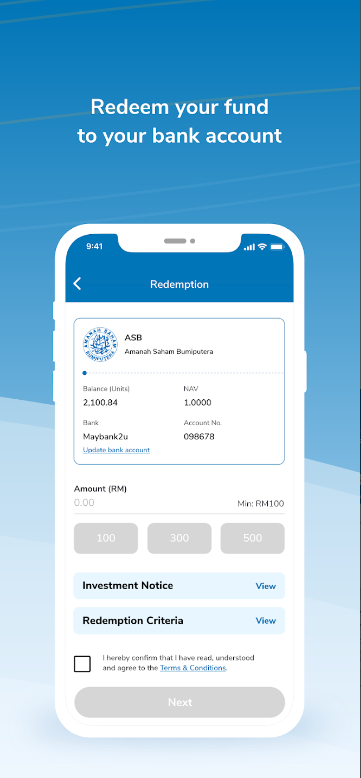 Redeem your fund
to your bank account
9:41
Redemption
AMANAH SAHAM
BUMIPUTERA
ASB
Amanah Saham Bumiputera
Balance (Units) NAV
2,100.84 1.0000
Bank Account No.
Maybank2u 098678
Update bank account
Amount (RM)
0.00 Min: RM100
100 300 500
Investment Notice View
Redemption Criteria View
I hereby confirm that I have read, understood
and agree to the Terms & Conditions.
Next